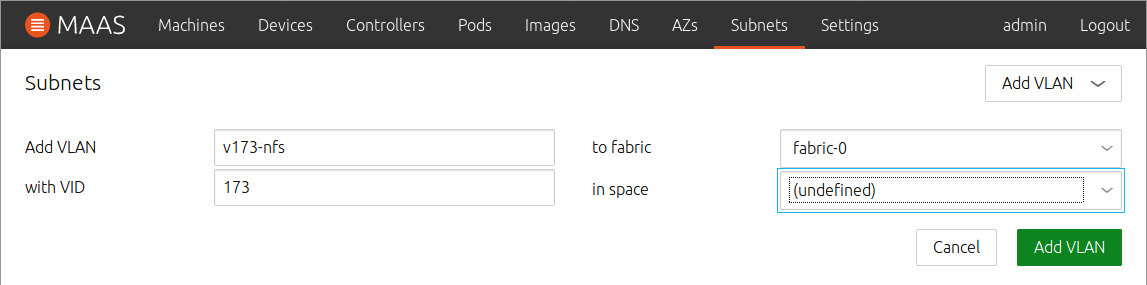 MAAS Machines Devices Controllers Pods Images DNS AZs Subnets Settings admin Logout
Subnets Add VLAN
Add VLAN v173-nfs to fabric fabric-0
with VID 173 in space (undefined)
Cancel Add VLAN